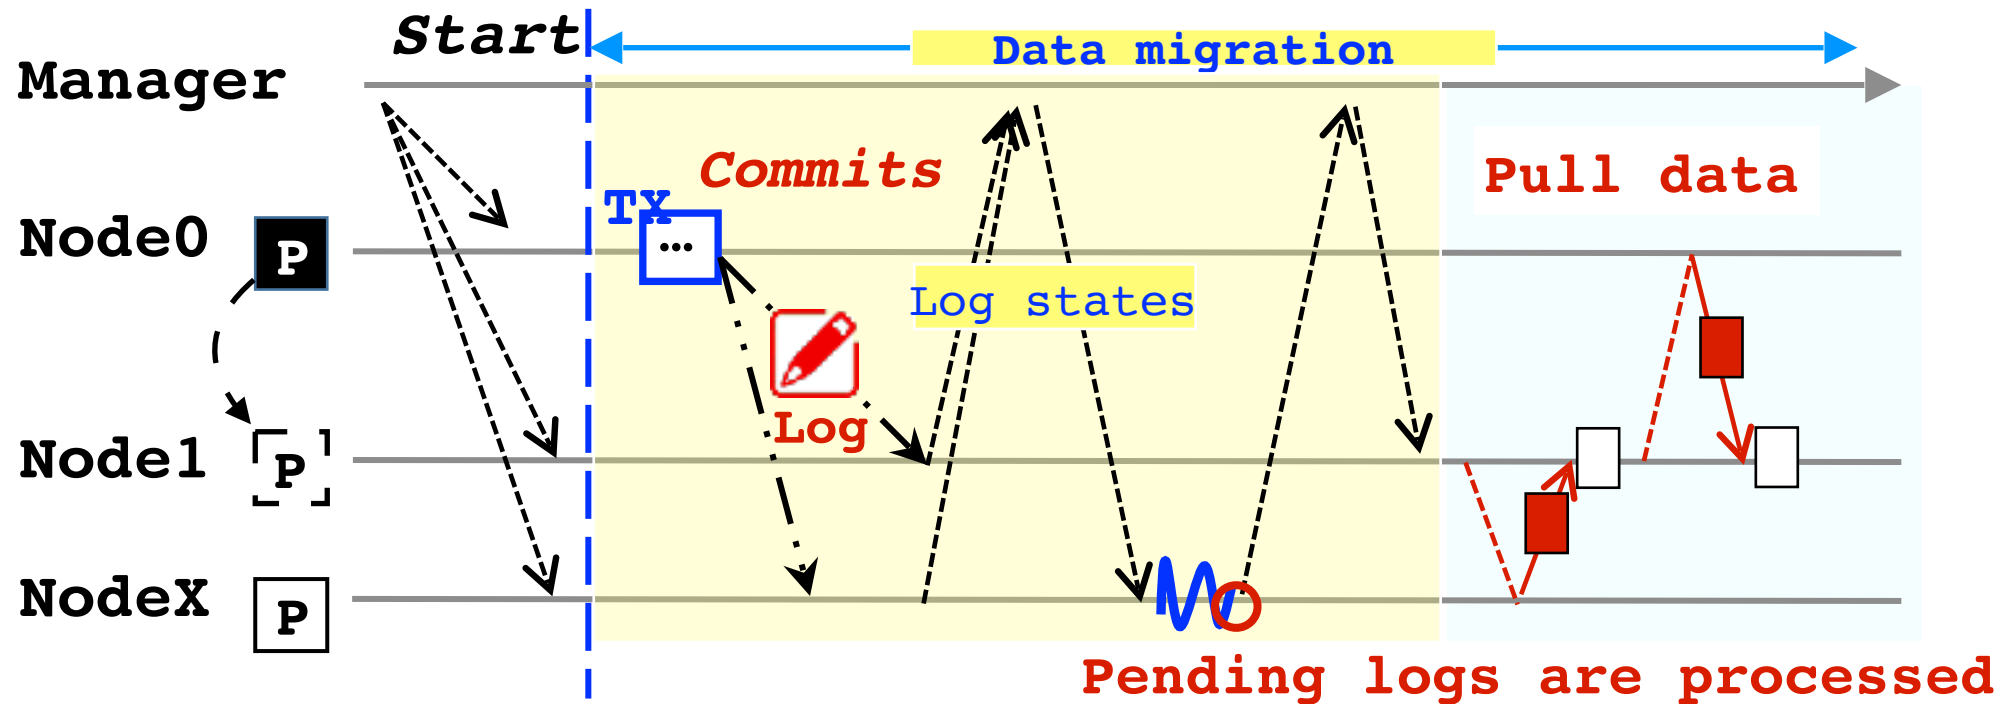 Start
Data migration
Manager
Commits
Pull data
TX
Node0
P
...
Log states
Log
Node1
P
NodeX
P
Pending logs are processed